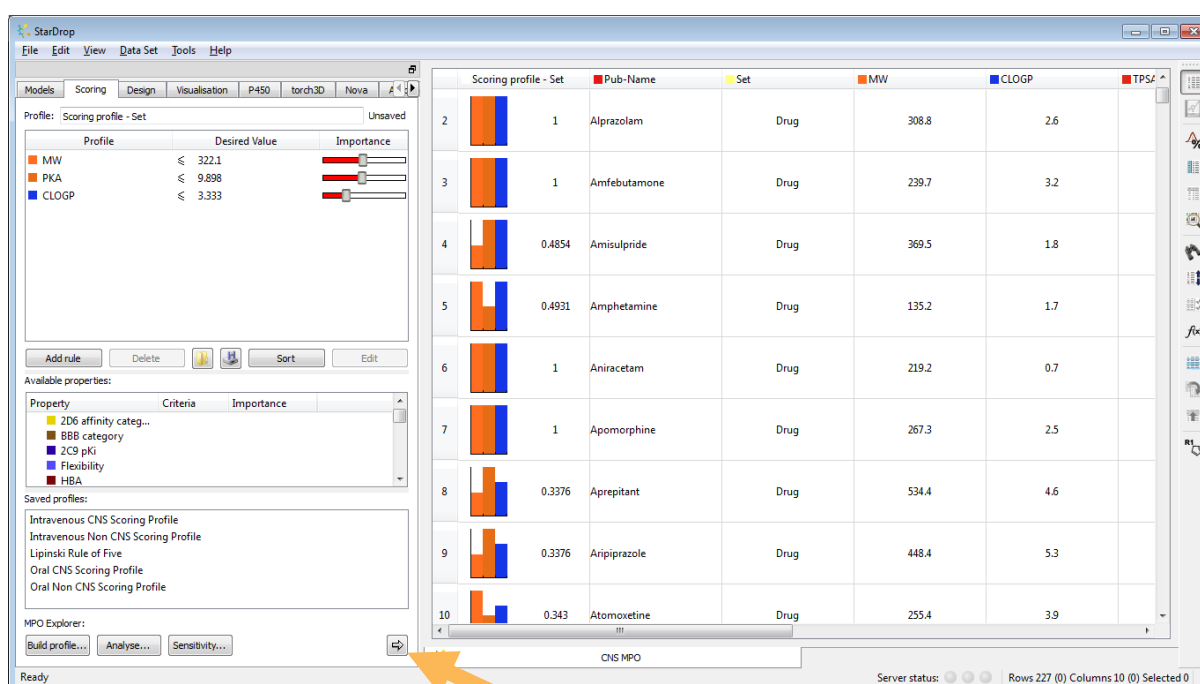 StarDrop
File Edit View Data Set Tools Help
Models Scoring Design Visualisation P450 torch3D Nova
Profile: Scoring profile - Set Unsaved
Profile Desired Value Importance
MW ≤ 322.1
PKA ≤ 9.898
CLOGP ≤ 3.333
Add rule Delete Sort Edit
Available properties:
Property Criteria Importance
2D6 affinity categ...
BBB category
2C9 pKi
Flexibility
HBA
Saved profiles:
Intravenous CNS Scoring Profile
Intravenous Non CNS Scoring Profile
Lipinski Rule of Five
Oral CNS Scoring Profile
Oral Non CNS Scoring Profile
MPO Explorer:
Build profile... Analyse... Sensitivity...
Scoring profile - Set Pub-Name Set MW CLOGP TPSA
2 1 Alprazolam Drug 308.8 2.6
3 1 Amfebutamone Drug 239.7 3.2
4 0.4854 Amisulpride Drug 369.5 1.8
5 0.4931 Amphetamine Drug 135.2 1.7
6 1 Aniracetam Drug 219.2 0.7
7 1 Apomorphine Drug 267.3 2.5
8 0.3376 Aprepitant Drug 534.4 4.6
9 0.3376 Aripiprazole Drug 448.4 5.3
10 0.343 Atomoxetine Drug 255.4 3.9
CNS MPO
Ready Server status: Rows 227 (0) Columns 10 (0) Selected 0